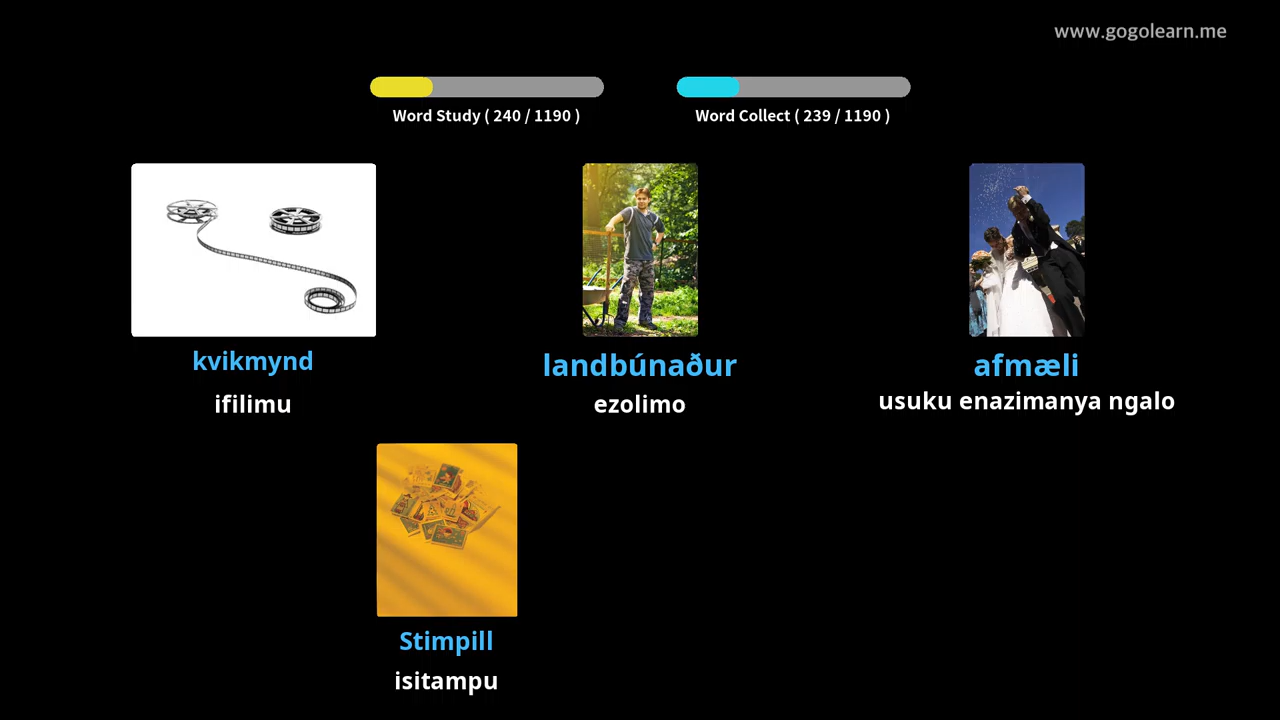 www.gogolearn.me
Word Study ( 240 / 1190 )
Word Collect ( 239 / 1190 )
kvikmynd
ifilimu
landbúnaður
ezolimo
afmæli
usuku enazimanya ngalo
Stimpill
isitampu